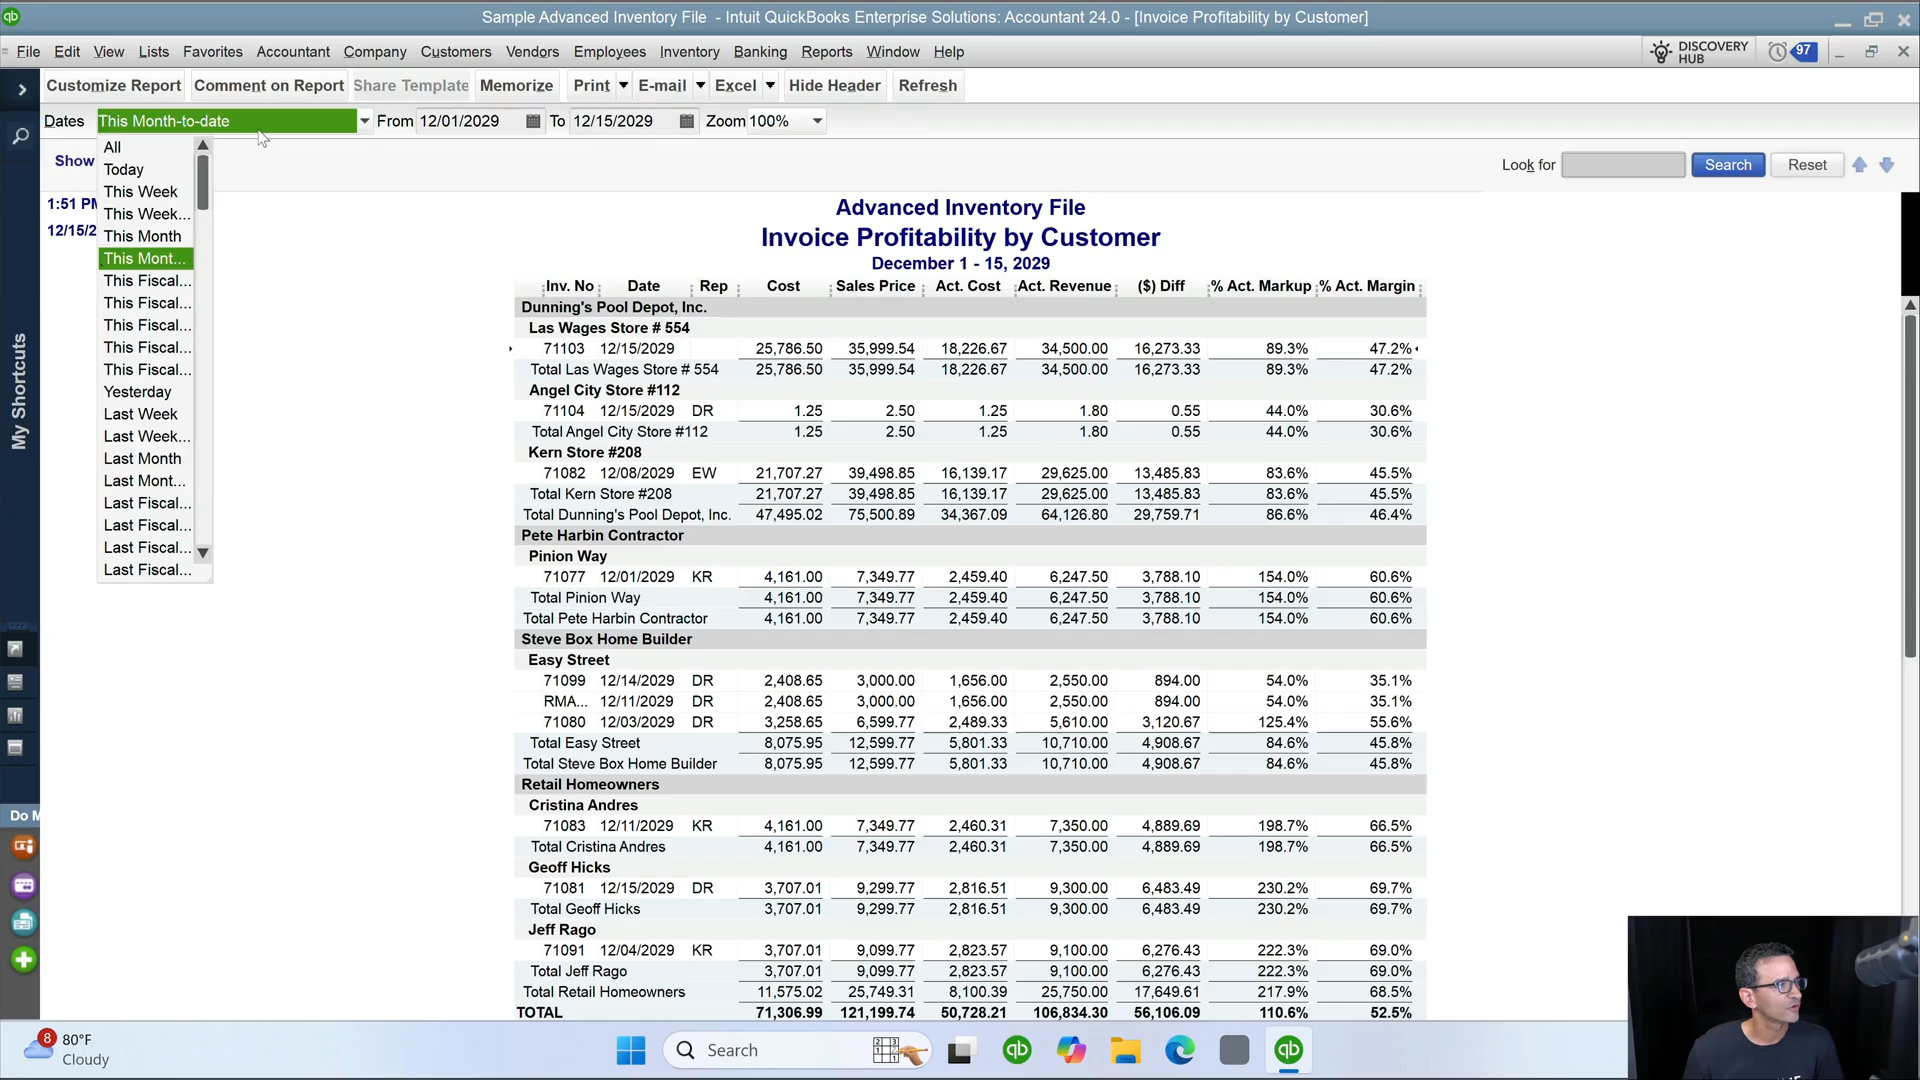 qb Sample Advanced Inventory File - Intuit QuickBooks Enterprise Solutions: Accountant 24.0 - [Invoice Profitability by Customer]
File Edit View Lists Favorites Accountant Company Customers Vendors Employees Inventory Banking Reports Window Help DISCOVERY HUB 97
Customize Report Comment on Report Share Template Memorize Print E-mail Excel Hide Header Refresh
Dates This Month-to-date From 12/01/2029 To 12/15/2029 Zoom 100%
All
Today
This Week
This Week...
This Month
This Mont...
This Fiscal...
This Fiscal...
This Fiscal...
This Fiscal...
This Fiscal...
Yesterday
Last Week
Last Week...
Last Month
Last Mont...
Last Fiscal...
Last Fiscal...
Last Fiscal...
Last Fiscal...
Show
Look for Search Reset
1:51 PM
12/15/2
My Shortcuts
Do M
Advanced Inventory File
Invoice Profitability by Customer
December 1 - 15, 2029
Inv. No Date Rep Cost Sales Price Act. Cost Act. Revenue ($) Diff % Act. Markup % Act. Margin
Dunning's Pool Depot, Inc.
Las Wages Store # 554
71103 12/15/2029 25,786.50 35,999.54 18,226.67 34,500.00 16,273.33 89.3% 47.2%
Total Las Wages Store # 554 25,786.50 35,999.54 18,226.67 34,500.00 16,273.33 89.3% 47.2%
Angel City Store #112
71104 12/15/2029 DR 1.25 2.50 1.25 1.80 0.55 44.0% 30.6%
Total Angel City Store #112 1.25 2.50 1.25 1.80 0.55 44.0% 30.6%
Kern Store #208
71082 12/08/2029 EW 21,707.27 39,498.85 16,139.17 29,625.00 13,485.83 83.6% 45.5%
Total Kern Store #208 21,707.27 39,498.85 16,139.17 29,625.00 13,485.83 83.6% 45.5%
Total Dunning's Pool Depot, Inc. 47,495.02 75,500.89 34,367.09 64,126.80 29,759.71 86.6% 46.4%
Pete Harbin Contractor
Pinion Way
71077 12/01/2029 KR 4,161.00 7,349.77 2,459.40 6,247.50 3,788.10 154.0% 60.6%
Total Pinion Way 4,161.00 7,349.77 2,459.40 6,247.50 3,788.10 154.0% 60.6%
Total Pete Harbin Contractor 4,161.00 7,349.77 2,459.40 6,247.50 3,788.10 154.0% 60.6%
Steve Box Home Builder
Easy Street
71099 12/14/2029 DR 2,408.65 3,000.00 1,656.00 2,550.00 894.00 54.0% 35.1%
RMA... 12/11/2029 DR 2,408.65 3,000.00 1,656.00 2,550.00 894.00 54.0% 35.1%
71080 12/03/2029 DR 3,258.65 6,599.77 2,489.33 5,610.00 3,120.67 125.4% 55.6%
Total Easy Street 8,075.95 12,599.77 5,801.33 10,710.00 4,908.67 84.6% 45.8%
Total Steve Box Home Builder 8,075.95 12,599.77 5,801.33 10,710.00 4,908.67 84.6% 45.8%
Retail Homeowners
Cristina Andres
71083 12/11/2029 KR 4,161.00 7,349.77 2,460.31 7,350.00 4,889.69 198.7% 66.5%
Total Cristina Andres 4,161.00 7,349.77 2,460.31 7,350.00 4,889.69 198.7% 66.5%
Geoff Hicks
71081 12/15/2029 DR 3,707.01 9,299.77 2,816.51 9,300.00 6,483.49 230.2% 69.7%
Total Geoff Hicks 3,707.01 9,299.77 2,816.51 9,300.00 6,483.49 230.2% 69.7%
Jeff Rago
71091 12/04/2029 KR 3,707.01 9,099.77 2,823.57 9,100.00 6,276.43 222.3% 69.0%
Total Jeff Rago 3,707.01 9,099.77 2,823.57 9,100.00 6,276.43 222.3% 69.0%
Total Retail Homeowners 11,575.02 25,749.31 8,100.39 25,750.00 17,649.61 217.9% 68.5%
TOTAL 71,306.99 121,199.74 50,728.21 106,834.30 56,106.09 110.6% 52.5%
8 80°F
Cloudy
Search
qb
qb